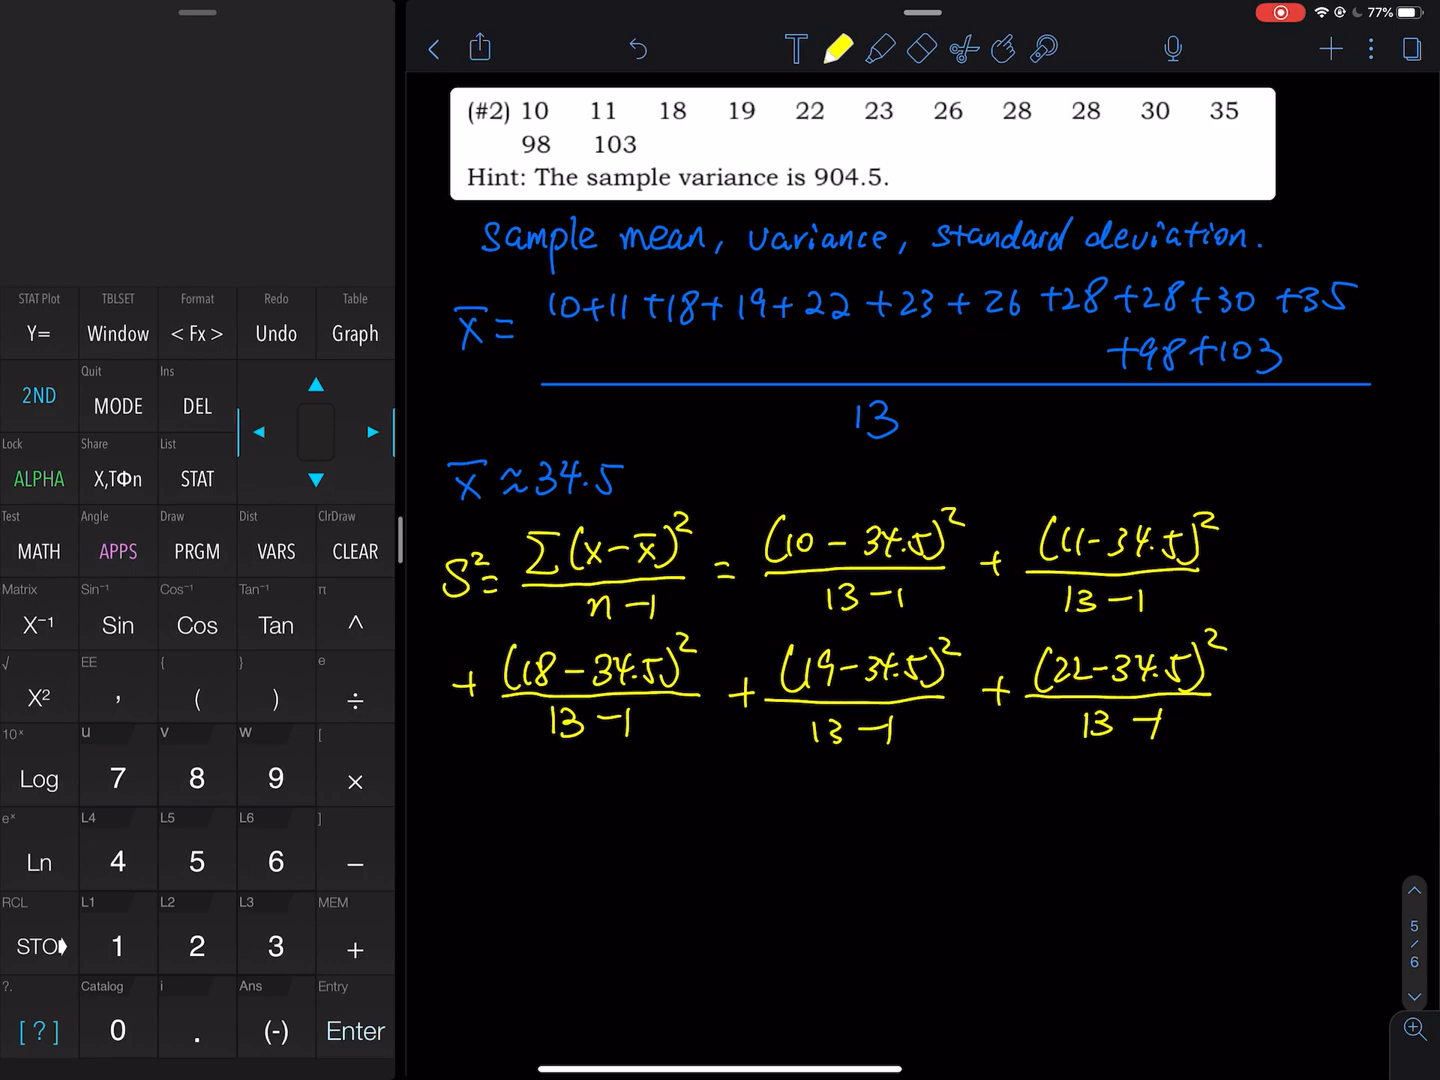 77%
(#2) 10 11 18 19 22 23 26 28 28 30 35
98 103
Hint: The sample variance is 904.5.
sample mean, variance, standard deviation.
x̄ = 10+11+18+19+22+23+26+28+28+30+35
+98+103
13
x̄ ≈ 34.5
S² = Σ(x-x̄)² / n-1 = (10-34.5)² / 13-1 + (11-34.5)² / 13-1
+ (18-34.5)² / 13-1 + (19-34.5)² / 13-1 + (22-34.5)² / 13-1
STAT Plot TBLSET Format Redo Table
Y= Window < Fx > Undo Graph
Quit Ins
2ND MODE DEL
Lock Share List
ALPHA X,TΦn STAT
Test Angle Draw Dist ClrDraw
MATH APPS PRGM VARS CLEAR
Matrix Sin⁻¹ Cos⁻¹ Tan⁻¹ π
X⁻¹ Sin Cos Tan ^
√ EE { } e
X² , ( ) ÷
10ˣ u v w [
Log 7 8 9 ×
eˣ L4 L5 L6 ]
Ln 4 5 6 −
RCL L1 L2 L3 MEM
STO 1 2 3 +
?. Catalog i Ans Entry
[ ? ] 0 . (-) Enter
5
/
6